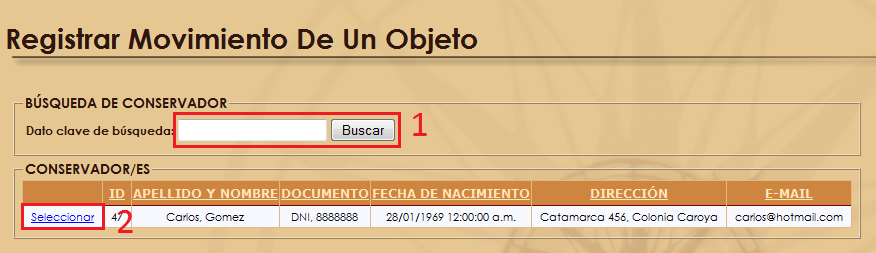 Registrar Movimiento De Un Objeto
BÚSQUEDA DE CONSERVADOR
Dato clave de búsqueda: Buscar 1
CONSERVADOR/ES
ID APELLIDO Y NOMBRE DOCUMENTO FECHA DE NACIMIENTO DIRECCIÓN E-MAIL
Seleccionar 47 Carlos, Gomez DNI, 8888888 28/01/1969 12:00:00 a.m. Catamarca 456, Colonia Caroya carlos@hotmail.com
2